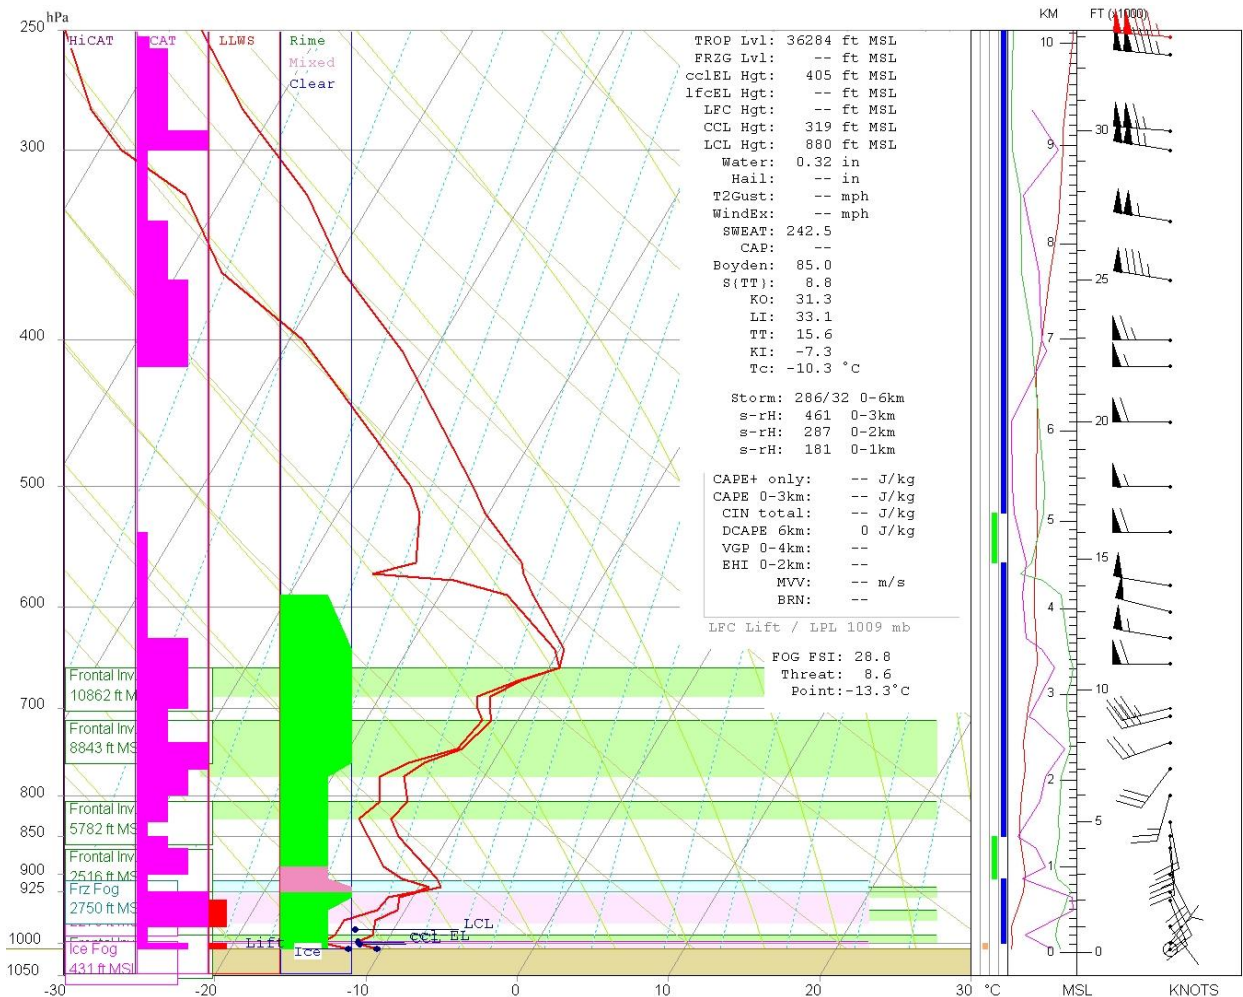 hPa
KM FT (x1000)
250
HiCAT CAT LLWS Rime
Mixed
Clear
TROP Lvl: 36284 ft MSL
FRZG Lvl: -- ft MSL
cclEL Hgt: 405 ft MSL
lfcEL Hgt: -- ft MSL
LFC Hgt: -- ft MSL
CCL Hgt: 319 ft MSL
LCL Hgt: 880 ft MSL
Water: 0.32 in
Hail: -- in
T2Gust: -- mph
WindEx: -- mph
SWEAT: 242.5
CAP: --
Boyden: 85.0
S(TT): 8.8
KO: 31.3
LI: 33.1
TT: 15.6
KI: -7.3
Tc: -10.3 °C
Storm: 286/32 0-6km
s-rH: 461 0-3km
s-rH: 287 0-2km
s-rH: 181 0-1km
CAPE+ only: -- J/kg
CAPE 0-3km: -- J/kg
CIN total: -- J/kg
DCAPE 6km: 0 J/kg
VGP 0-4km: --
EHI 0-2km: --
MVV: -- m/s
BRN: --
LFC Lift / LPL 1009 mb
FOG FSI: 28.8
Threat: 8.6
Point: -13.3°C
300
400
500
600
700
800
850
900
925
1000
1050
Frontal Inv
10862 ft M
Frontal Inv
8843 ft MS
Frontal Inv
5782 ft MS
Frontal Inv
2516 ft MS
Frz Fog
2750 ft MS
Ice Fog
431 ft MSL
LCL
CCL EL
Lift
Ice
10
9
8
7
6
5
4
3
2
1
0
30
25
20
15
10
5
0
-30 -20 -10 0 10 20 30 °C MSL KNOTS